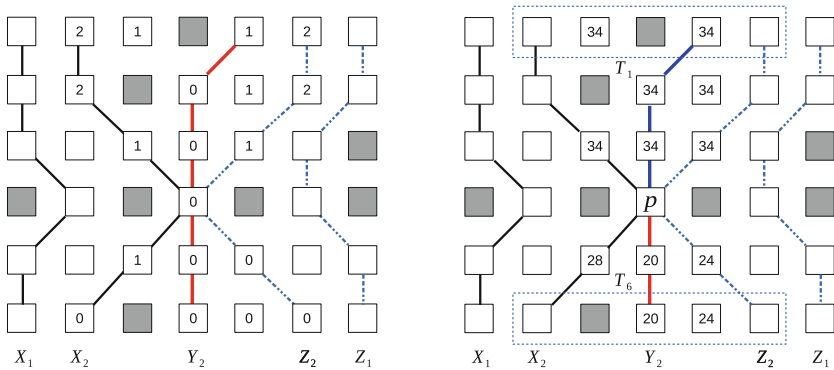 2 1 1 2 34 34
T₁
2 0 1 2 34 34
1 0 1 34 34 34
0 p
1 0 0 28 20 24
T₆
0 0 0 0 20 24
X₁ X₂ Y₂ Z₂ Z₁ X₁ X₂ Y₂ Z₂ Z₁